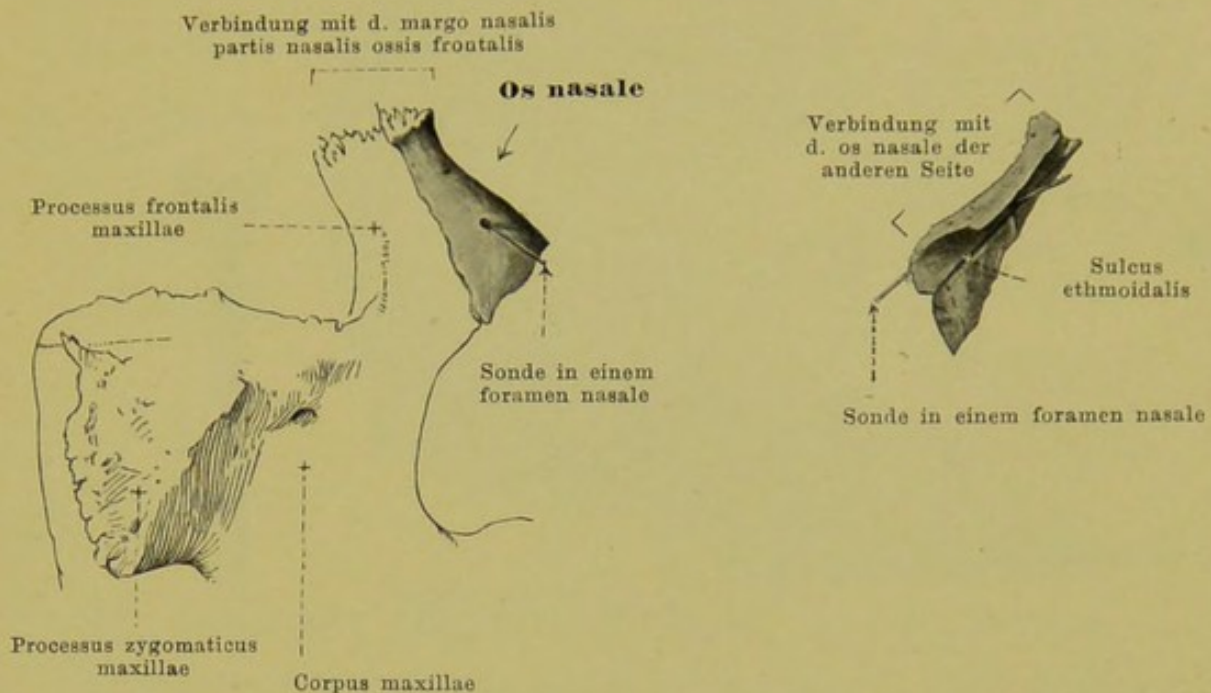 Verbindung mit d. margo nasalis
partis nasalis ossis frontalis
Os nasale
Processus frontalis
maxillae
Sonde in einem
foramen nasale
Processus zygomaticus
maxillae
Corpus maxillae
Verbindung mit
d. os nasale der
anderen Seite
Sulcus
ethmoidalis
Sonde in einem foramen nasale